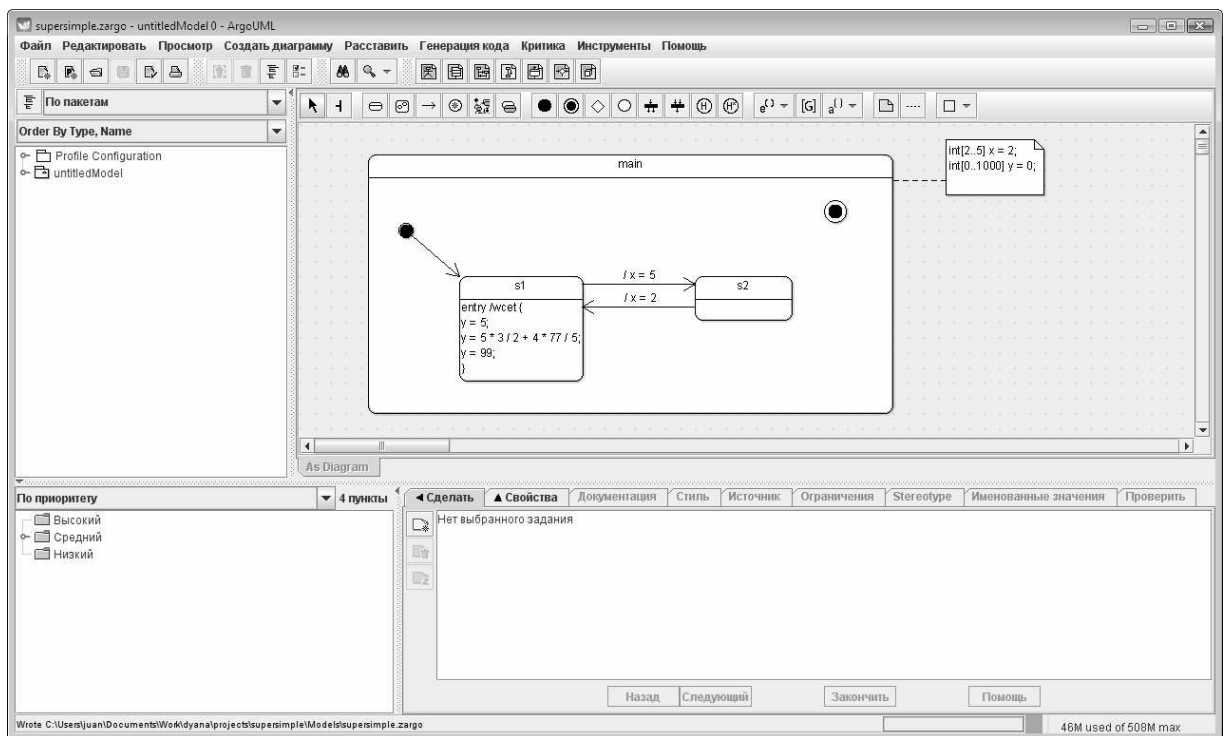 supersimple.zargo - untitledModel 0 - ArgoUML
Файл Редактировать Просмотр Создать диаграмму Расставить Генерация кода Критика Инструменты Помощь
По пакетам
Order By Type, Name
Profile Configuration
untitledModel
main
int[2..5] x = 2;
int[0..1000] y = 0;
s1
entry /wcet {
y = 5;
y = 5 * 3 / 2 + 4 * 77 / 5;
y = 99;
}
/ x = 5
/ x = 2
s2
As Diagram
По приоритету 4 пункты
Высокий
Средний
Низкий
Сделать Свойства Документация Стиль Источник Ограничения Stereotype Именованные значения Проверить
Нет выбранного задания
Назад Следующий Закончить Помощь
Wrote C:\Users\juan\Documents\Work\dyana\projects\supersimple\Models\supersimple.zargo
46M used of 508M max